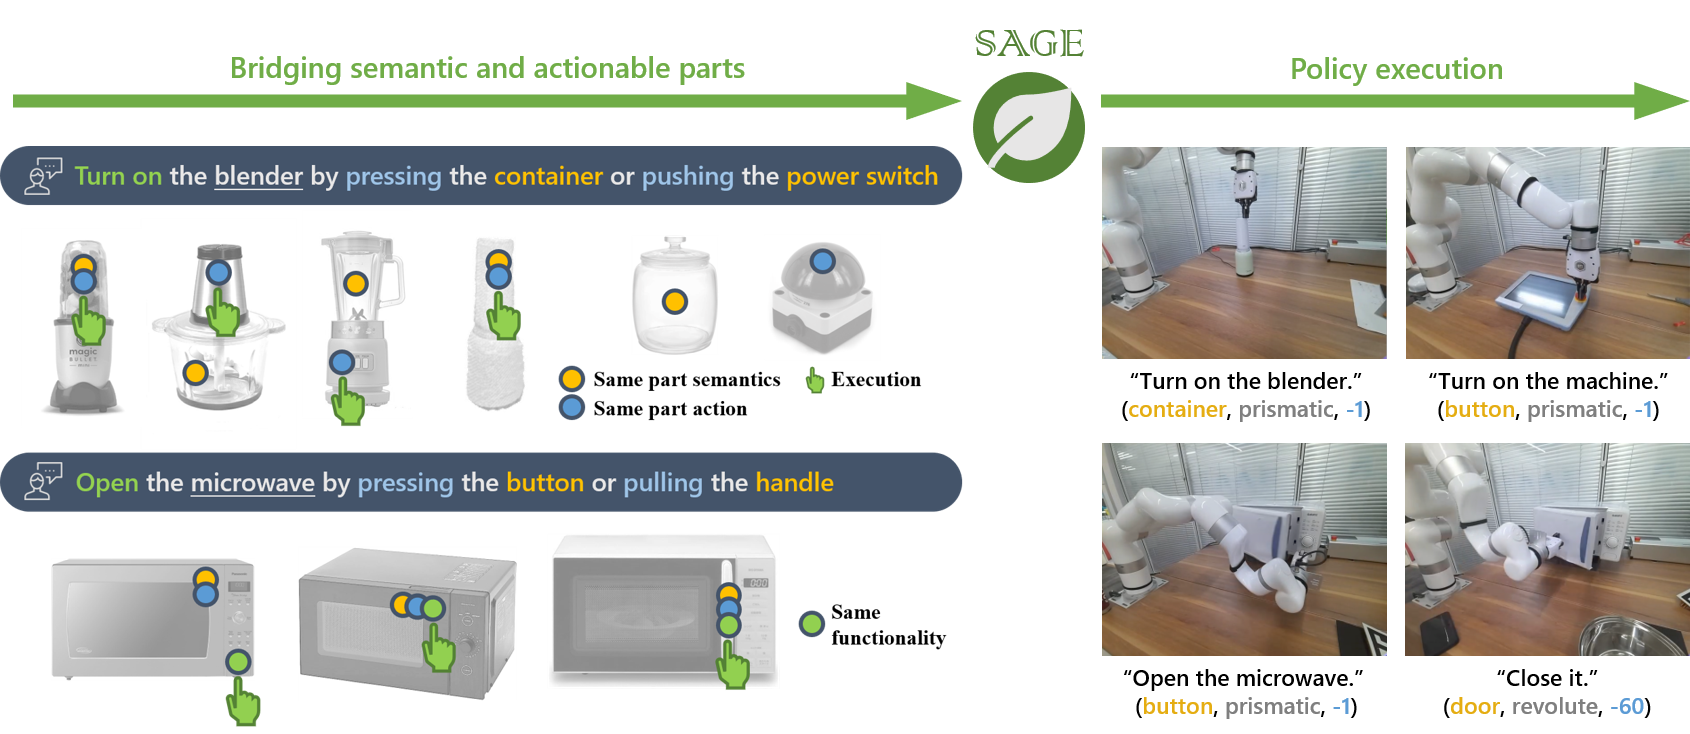 SAGE
Bridging semantic and actionable parts
Policy execution
Turn on the blender by pressing the container or pushing the power switch
magic
BULLET
Same part semantics
Execution
Same part action
Open the microwave by pressing the button or pulling the handle
Same
functionality
“Turn on the blender.”
(container, prismatic, -1)
“Turn on the machine.”
(button, prismatic, -1)
“Open the microwave.”
(button, prismatic, -1)
“Close it.”
(door, revolute, -60)